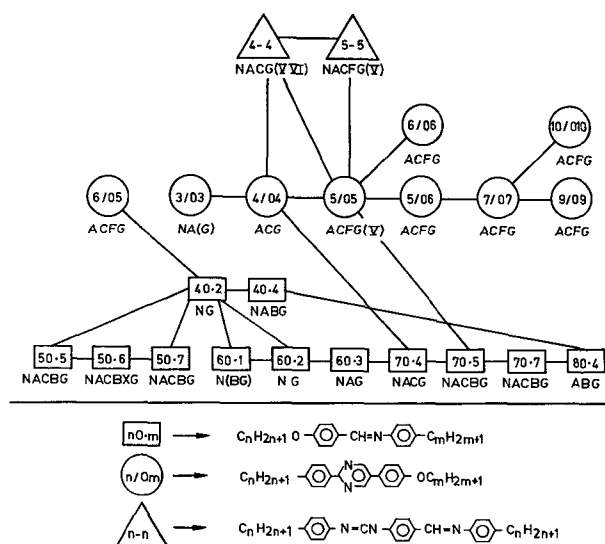 4-4 5-5
NACG(V VI) NACFG(V)
6/06 10/010
ACFG ACFG
6/05 3/03 4/04 5/05 5/06 7/07 9/09
ACFG NA(G) ACG ACFG(V) ACFG ACFG ACFG
40·2 40·4
NG NABG
50·5 50·6 50·7 60·1 60·2 60·3 70·4 70·5 70·7 80·4
NACBG NACBXG NACBG N(BG) NG NAG NACG NACBG NACBG ABG
nO·m CnH2n+1 O CH=N CmH2m+1
n/Om CnH2n+1 N N OCmH2m+1
n-n CnH2n+1 N=CN CH=N CnH2n+1